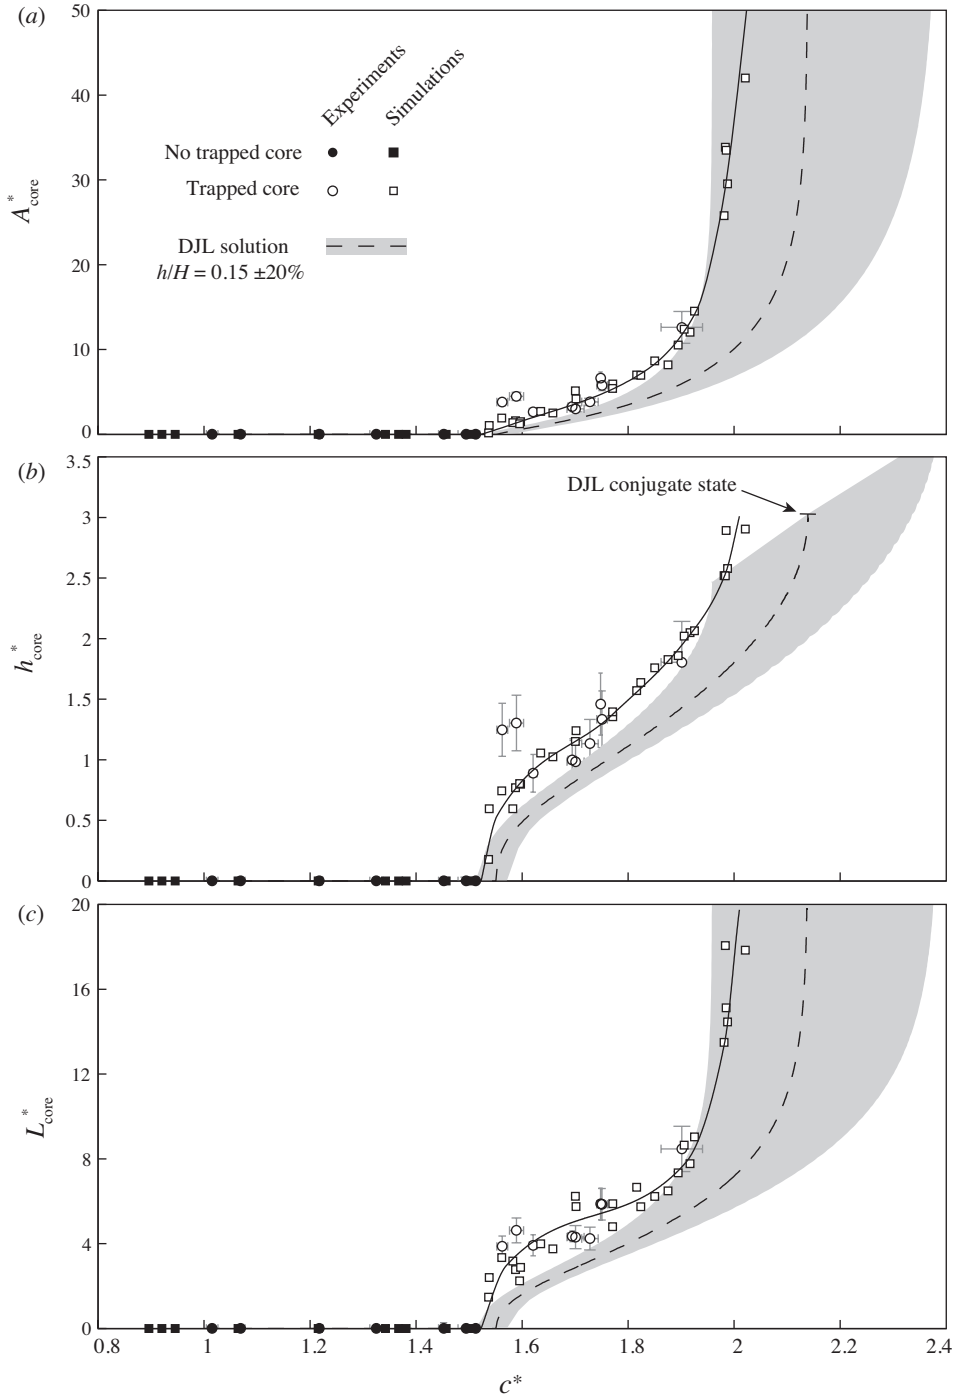 (a)
50
40
30
20
10
0
A*core
Experiments
Simulations
No trapped core
Trapped core
DJL solution
h/H = 0.15 ±20%
(b)
3.5
3
2.5
2
1.5
1
0.5
0
h*core
DJL conjugate state
(c)
20
16
12
8
4
0
L*core
0.8 1 1.2 1.4 1.6 1.8 2 2.2 2.4
c*